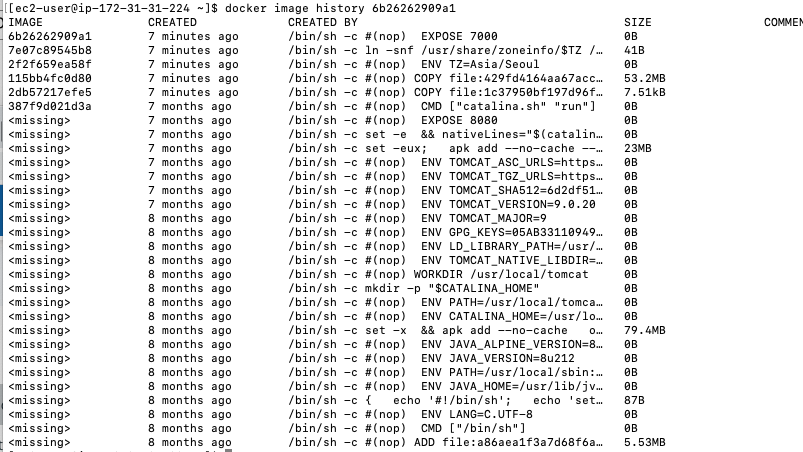 [[ec2-user@ip-172-31-31-224 ~]$ docker image history 6b26262909a1
IMAGE CREATED CREATED BY SIZE COMMEN
6b26262909a1 7 minutes ago /bin/sh -c #(nop) EXPOSE 7000 0B
7e07c89545b8 7 minutes ago /bin/sh -c ln -snf /usr/share/zoneinfo/$TZ /… 41B
2f2f659ea58f 7 minutes ago /bin/sh -c #(nop) ENV TZ=Asia/Seoul 0B
115bb4fc0d80 7 minutes ago /bin/sh -c #(nop) COPY file:429fd4164aa67acc… 53.2MB
2db57217efe5 7 minutes ago /bin/sh -c #(nop) COPY file:1c37950bf197d96f… 7.51kB
387f9d021d3a 7 months ago /bin/sh -c #(nop) CMD ["catalina.sh" "run"] 0B
<missing> 7 months ago /bin/sh -c #(nop) EXPOSE 8080 0B
<missing> 7 months ago /bin/sh -c set -e && nativeLines="$(catalin… 0B
<missing> 7 months ago /bin/sh -c set -eux; apk add --no-cache --… 23MB
<missing> 7 months ago /bin/sh -c #(nop) ENV TOMCAT_ASC_URLS=https… 0B
<missing> 7 months ago /bin/sh -c #(nop) ENV TOMCAT_TGZ_URLS=https… 0B
<missing> 7 months ago /bin/sh -c #(nop) ENV TOMCAT_SHA512=6d2df51… 0B
<missing> 7 months ago /bin/sh -c #(nop) ENV TOMCAT_VERSION=9.0.20 0B
<missing> 8 months ago /bin/sh -c #(nop) ENV TOMCAT_MAJOR=9 0B
<missing> 8 months ago /bin/sh -c #(nop) ENV GPG_KEYS=05AB33110949… 0B
<missing> 8 months ago /bin/sh -c #(nop) ENV LD_LIBRARY_PATH=/usr/… 0B
<missing> 8 months ago /bin/sh -c #(nop) ENV TOMCAT_NATIVE_LIBDIR=… 0B
<missing> 8 months ago /bin/sh -c #(nop) WORKDIR /usr/local/tomcat 0B
<missing> 8 months ago /bin/sh -c mkdir -p "$CATALINA_HOME" 0B
<missing> 8 months ago /bin/sh -c #(nop) ENV PATH=/usr/local/tomca… 0B
<missing> 8 months ago /bin/sh -c #(nop) ENV CATALINA_HOME=/usr/lo… 0B
<missing> 8 months ago /bin/sh -c set -x && apk add --no-cache o… 79.4MB
<missing> 8 months ago /bin/sh -c #(nop) ENV JAVA_ALPINE_VERSION=8… 0B
<missing> 8 months ago /bin/sh -c #(nop) ENV JAVA_VERSION=8u212 0B
<missing> 8 months ago /bin/sh -c #(nop) ENV PATH=/usr/local/sbin:… 0B
<missing> 8 months ago /bin/sh -c #(nop) ENV JAVA_HOME=/usr/lib/jv… 0B
<missing> 8 months ago /bin/sh -c { echo '#!/bin/sh'; echo 'set… 87B
<missing> 8 months ago /bin/sh -c #(nop) ENV LANG=C.UTF-8 0B
<missing> 8 months ago /bin/sh -c #(nop) CMD ["/bin/sh"] 0B
<missing> 8 months ago /bin/sh -c #(nop) ADD file:a86aea1f3a7d68f6a… 5.53MB